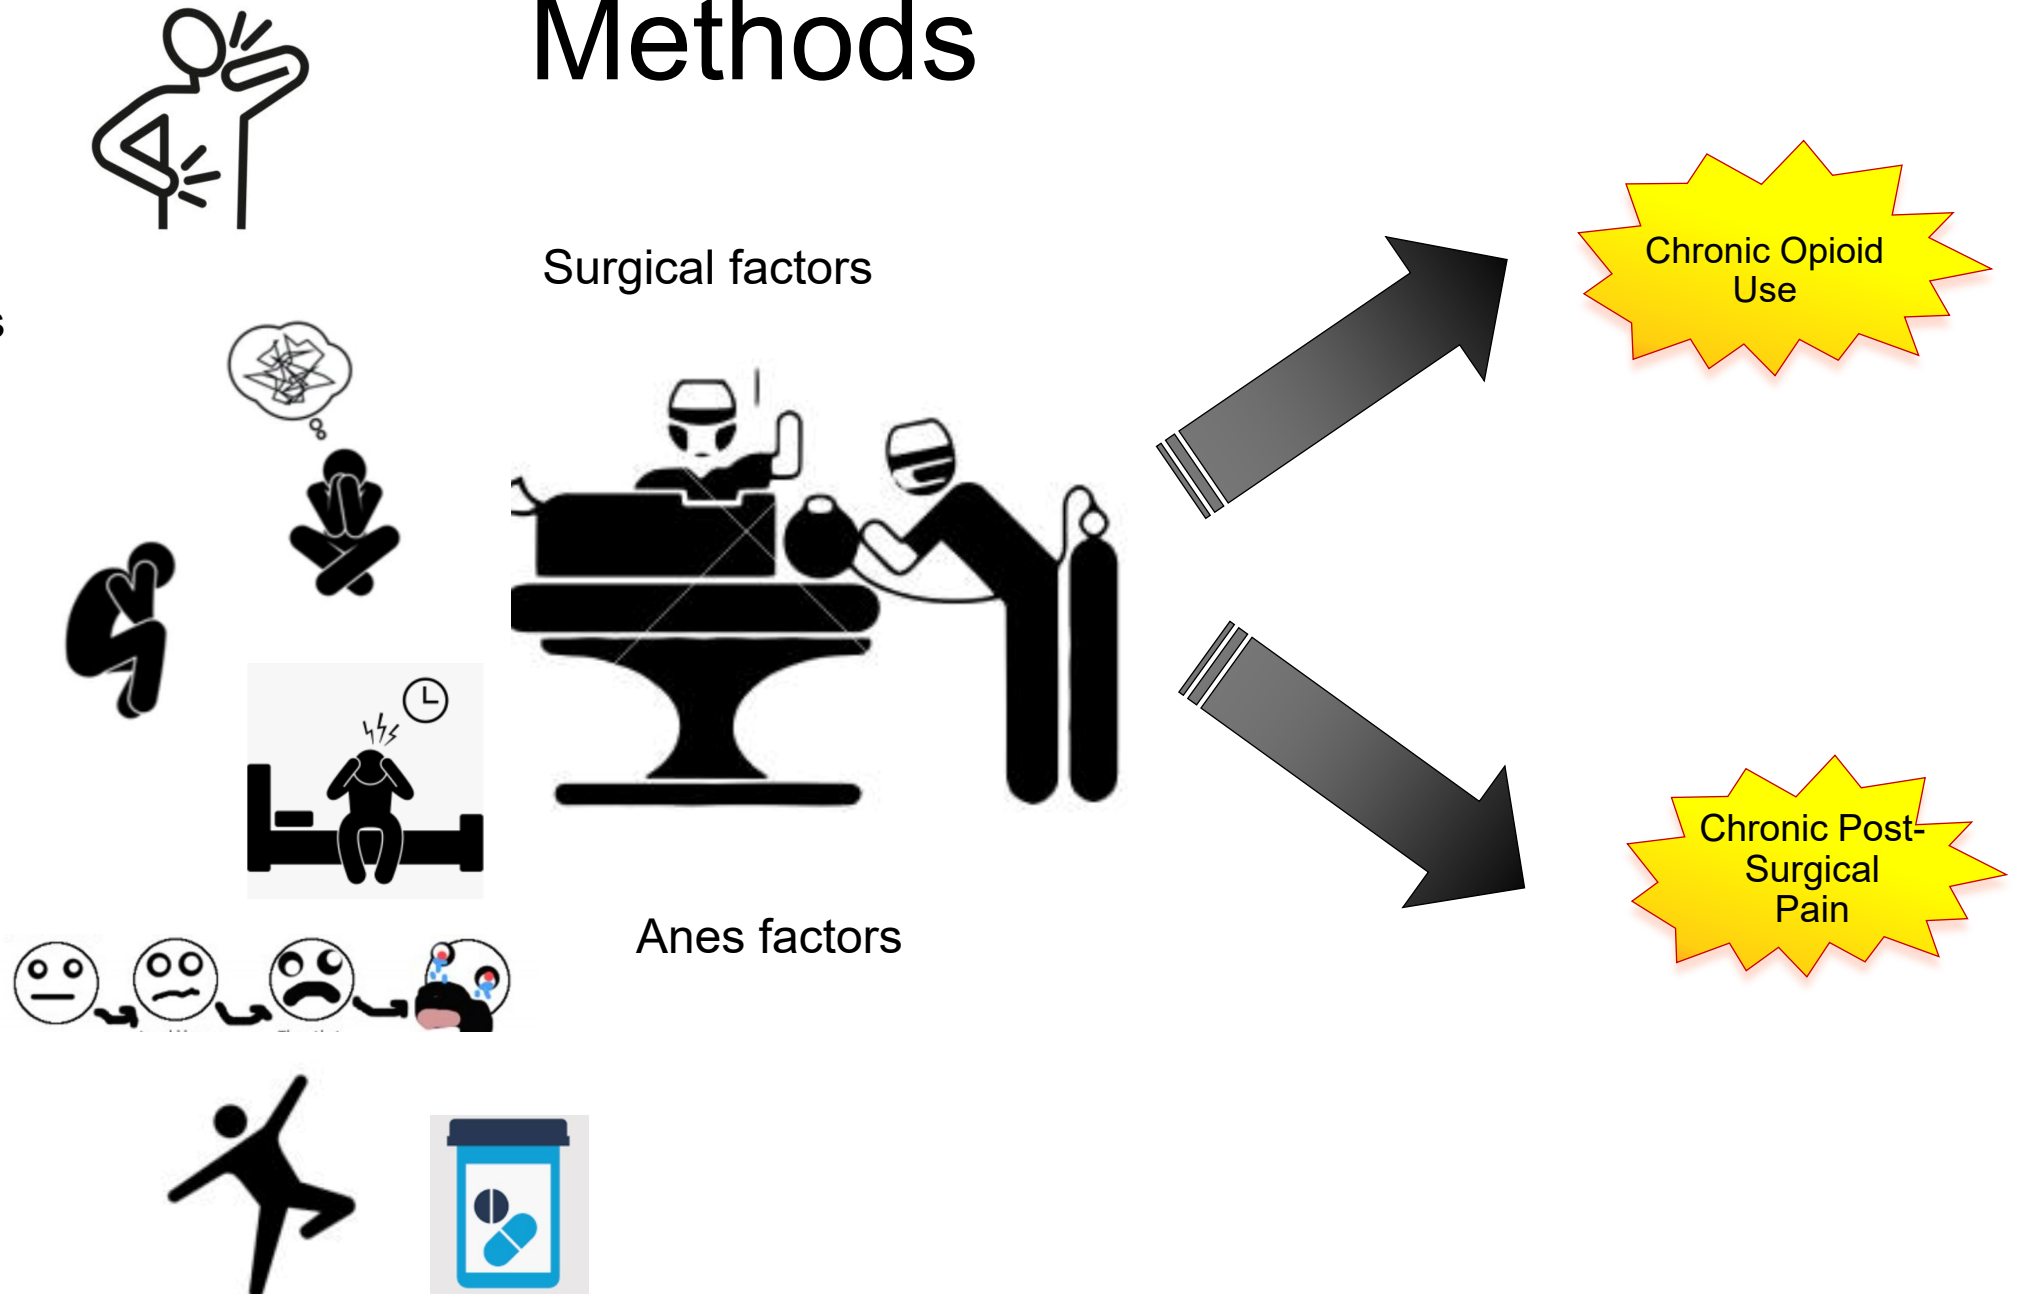 Methods
Surgical factors
Chronic Opioid
Use
Chronic Post-
Surgical
Pain
Anes factors